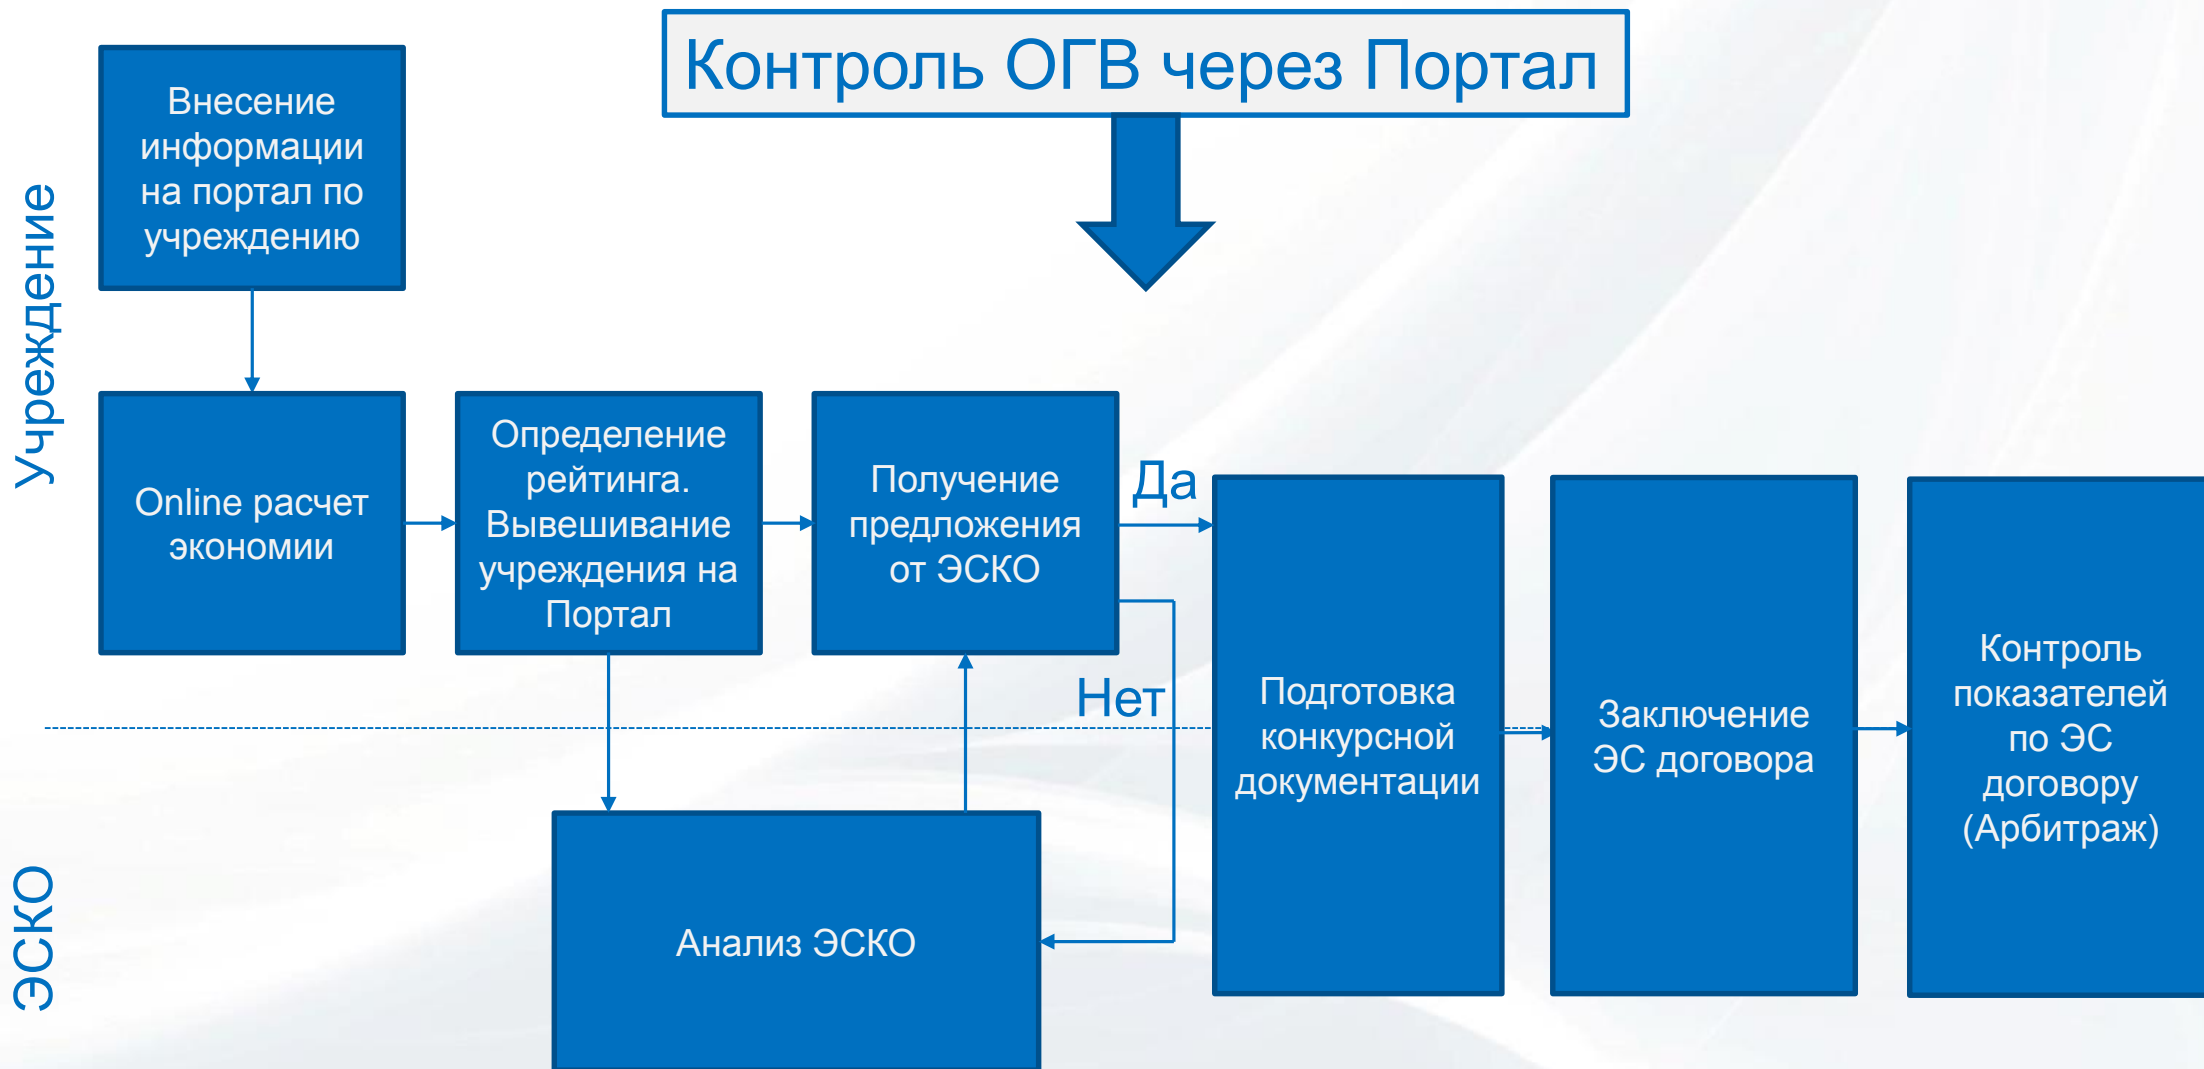 Контроль ОГВ через Портал
Учреждение
Внесение
информации
на портал по
учреждению
Online расчет
экономии
Определение
рейтинга.
Вывешивание
учреждения на
Портал
Получение
предложения
от ЭСКО
Да
Нет
Подготовка
конкурсной
документации
Заключение
ЭС договора
Контроль
показателей
по ЭС
договору
(Арбитраж)
ЭСКО
Анализ ЭСКО